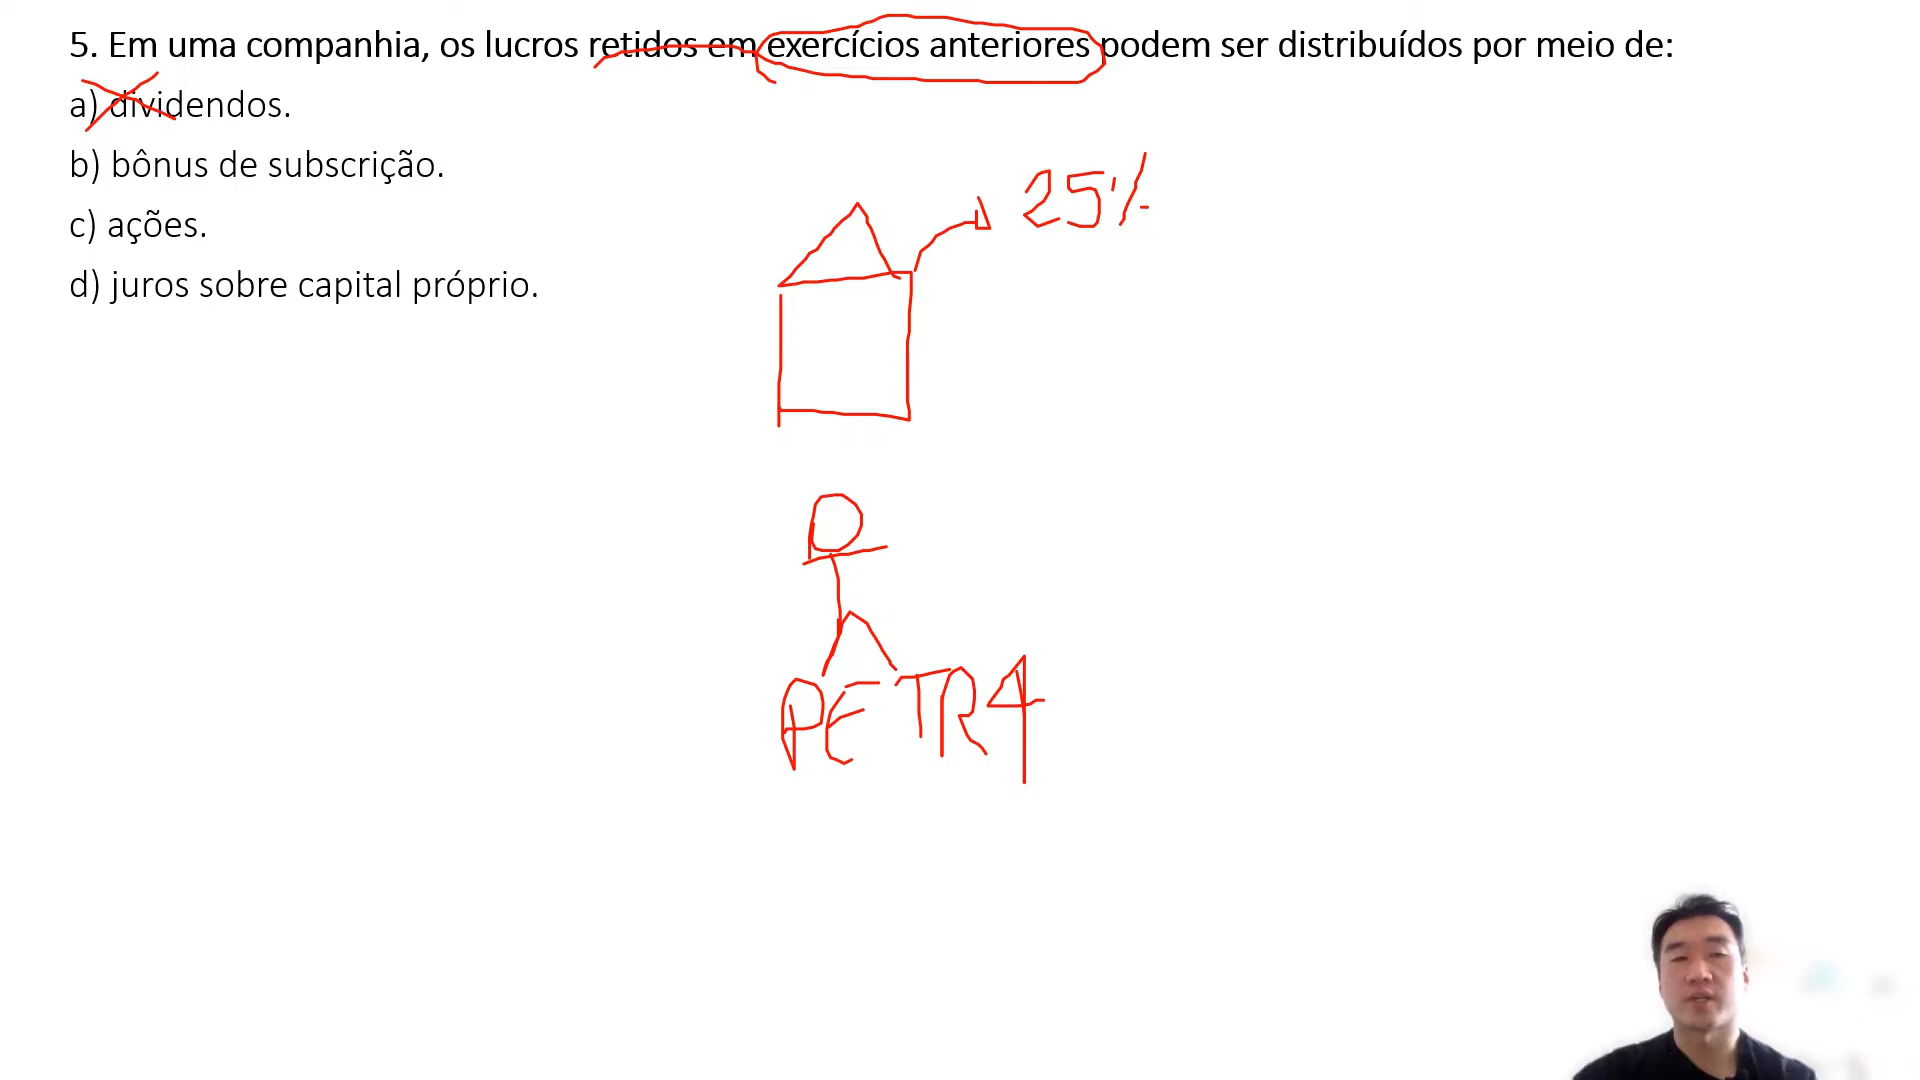 5. Em uma companhia, os lucros retidos em exercícios anteriores podem ser distribuídos por meio de:
a) dividendos.
b) bônus de subscrição.
c) ações.
d) juros sobre capital próprio.
25%
PETR4